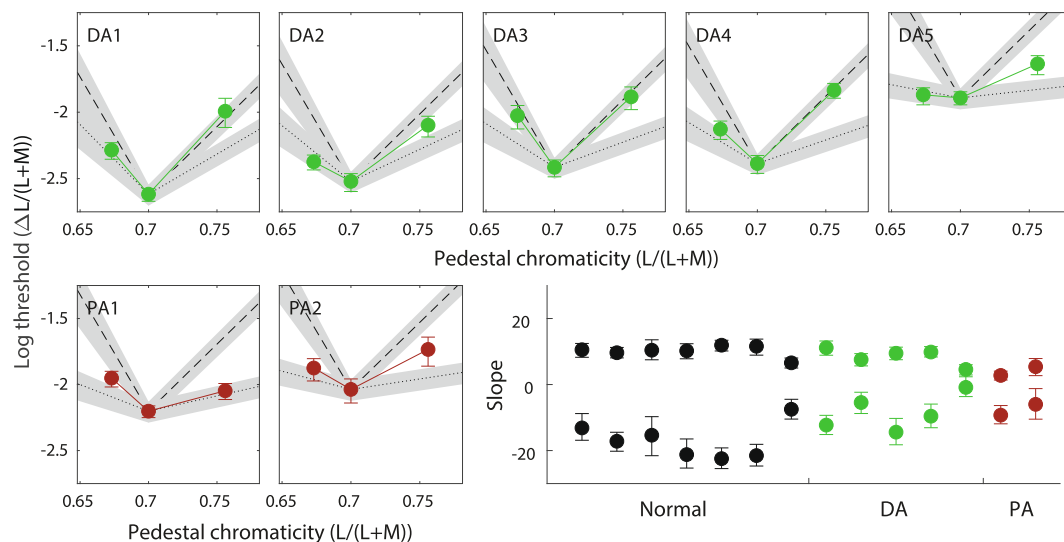 DA1 DA2 DA3 DA4 DA5
-1.5
-2
-2.5
0.65 0.7 0.75 0.65 0.7 0.75 0.65 0.7 0.75 0.65 0.7 0.75 0.65 0.7 0.75
Pedestal chromaticity (L/(L+M))
Log threshold (△L/(L+M))
PA1 PA2
-1.5
-2
-2.5
0.65 0.7 0.75 0.65 0.7 0.75
Pedestal chromaticity (L/(L+M))
Slope
20
0
-20
Normal DA PA